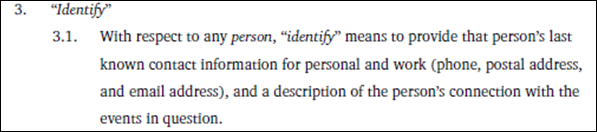 3. “Identify”
3.1. With respect to any person, “identify” means to provide that person’s last
known contact information for personal and work (phone, postal address,
and email address), and a description of the person’s connection with the
events in question.